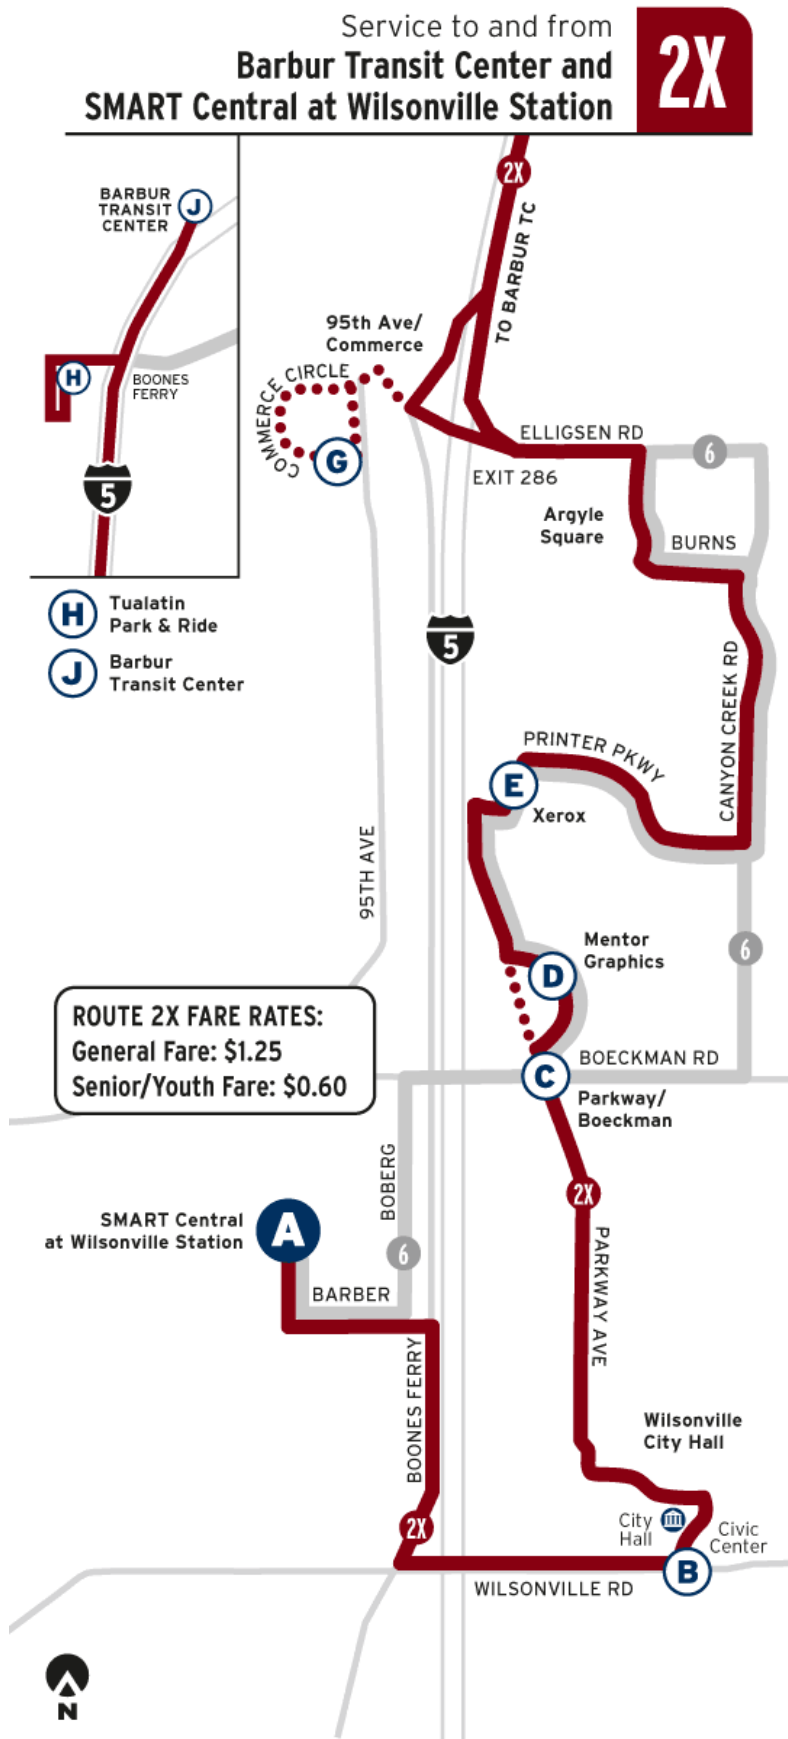 Service to and from
Barbur Transit Center and
SMART Central at Wilsonville Station
2X
2X
TO BARBUR TC
BARBUR
TRANSIT
CENTER
J
H
BOONES
FERRY
5
H
Tualatin
Park & Ride
J
Barbur
Transit Center
95th Ave/
Commerce
COMMERCE CIRCLE
G
ELLIGSEN RD
6
EXIT 286
Argyle
Square
BURNS
5
CANYON CREEK RD
PRINTER PKWY
E
Xerox
95TH AVE
Mentor
Graphics
D
6
ROUTE 2X FARE RATES:
General Fare: $1.25
Senior/Youth Fare: $0.60
BOECKMAN RD
C
Parkway/
Boeckman
BOBERG
2X
SMART Central
at Wilsonville Station
A
6
BARBER
PARKWAY AVE
BOONES FERRY
Wilsonville
City Hall
2X
City
Hall
Civic
Center
B
WILSONVILLE RD
N